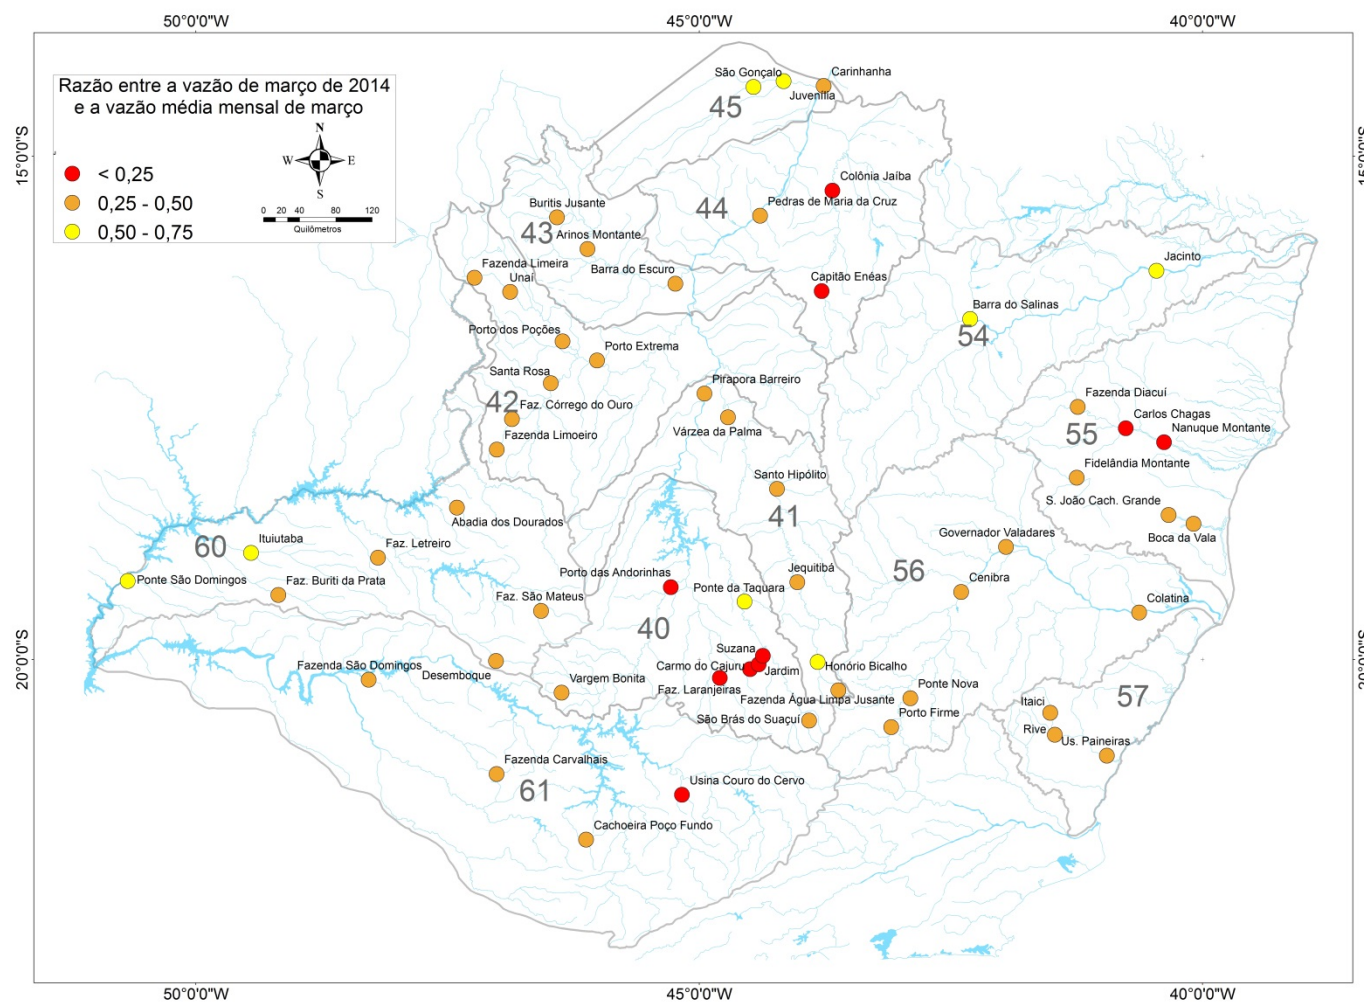 50°0'0"W
45°0'0"W
40°0'0"W
Razão entre a vazão de março de 2014
e a vazão média mensal de março
N
W
E
S
< 0,25
0,25 - 0,50
0,50 - 0,75
0 20 40 60 80 120
Quilômetros
15°0'0"S
15°0'0"S
São Gonçalo
Carinhanha
Juvenília
45
Colônia Jaíba
Pedras de Maria da Cruz
44
Buritis Jusante
43
Arinos Montante
Barra do Escuro
Fazenda Limeira
Unaí
Capitão Enéas
Jacinto
Barra do Salinas
54
Porto dos Poções
Porto Extrema
Santa Rosa
42
Faz. Córrego do Ouro
Fazenda Limoeiro
Pirapora Barreiro
Várzea da Palma
Fazenda Diacuí
Carlos Chagas
Nanuque Montante
55
Fidelândia Montante
S. João Cach. Grande
Boca da Vala
Santo Hipólito
41
Abadia dos Dourados
Ituiutaba
60
Faz. Letreiro
Ponte São Domingos
Faz. Buriti da Prata
Faz. São Mateus
Porto das Andorinhas
Ponte da Taquara
Jequitibá
Governador Valadares
56
Cenibra
Colatina
40
Suzana
Carmo do Cajuru
Jardim
Faz. Laranjeiras
Honório Bicalho
Fazenda Água Limpa Jusante
São Brás do Suaçuí
Ponte Nova
Porto Firme
57
Itaici
Rive
Us. Paineiras
20°0'0"S
20°0'0"S
Fazenda São Domingos
Desemboque
Vargem Bonita
Fazenda Carvalhais
61
Usina Couro do Cervo
Cachoeira Poço Fundo
50°0'0"W
45°0'0"W
40°0'0"W